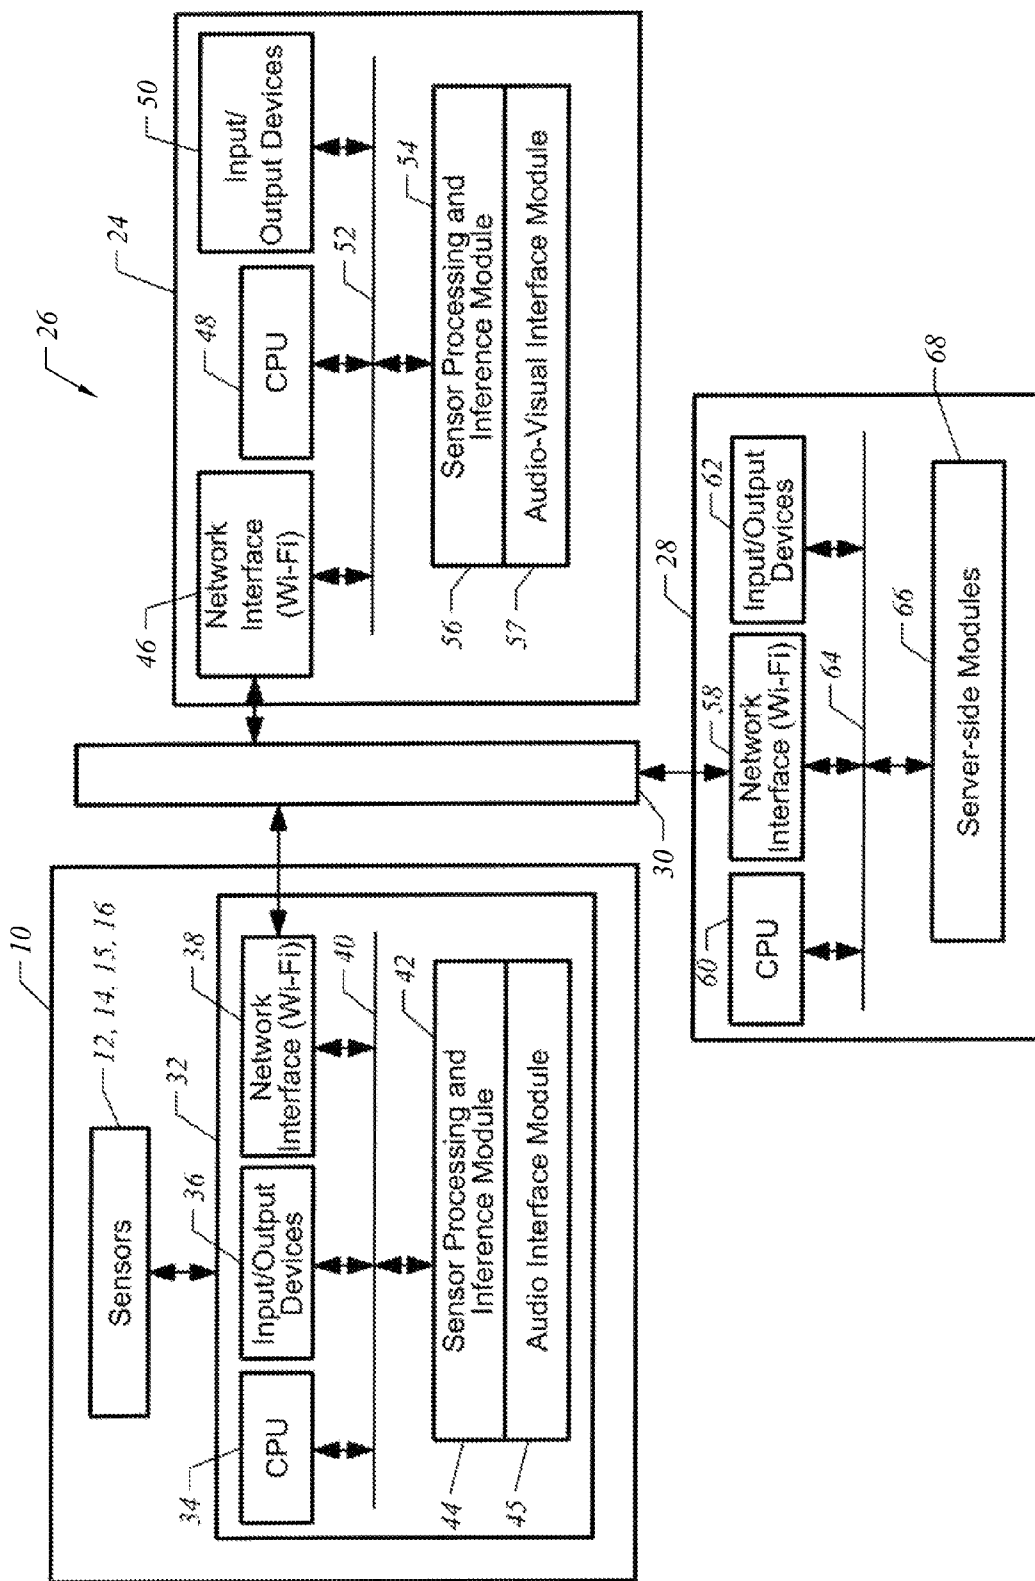 26
10
Sensors
12, 14, 15, 16
32
34
CPU
36
Input/Output
Devices
38
Network
Interface (Wi-Fi)
40
42
Sensor Processing and
Inference Module
Audio Interface Module
44
45
30
24
46
Network
Interface
(Wi-Fi)
48
CPU
50
Input/
Output Devices
52
54
Sensor Processing and
Inference Module
Audio-Visual Interface Module
56
57
28
60
CPU
58
Network
Interface (Wi-Fi)
62
Input/Output
Devices
64
66
Server-side Modules
68